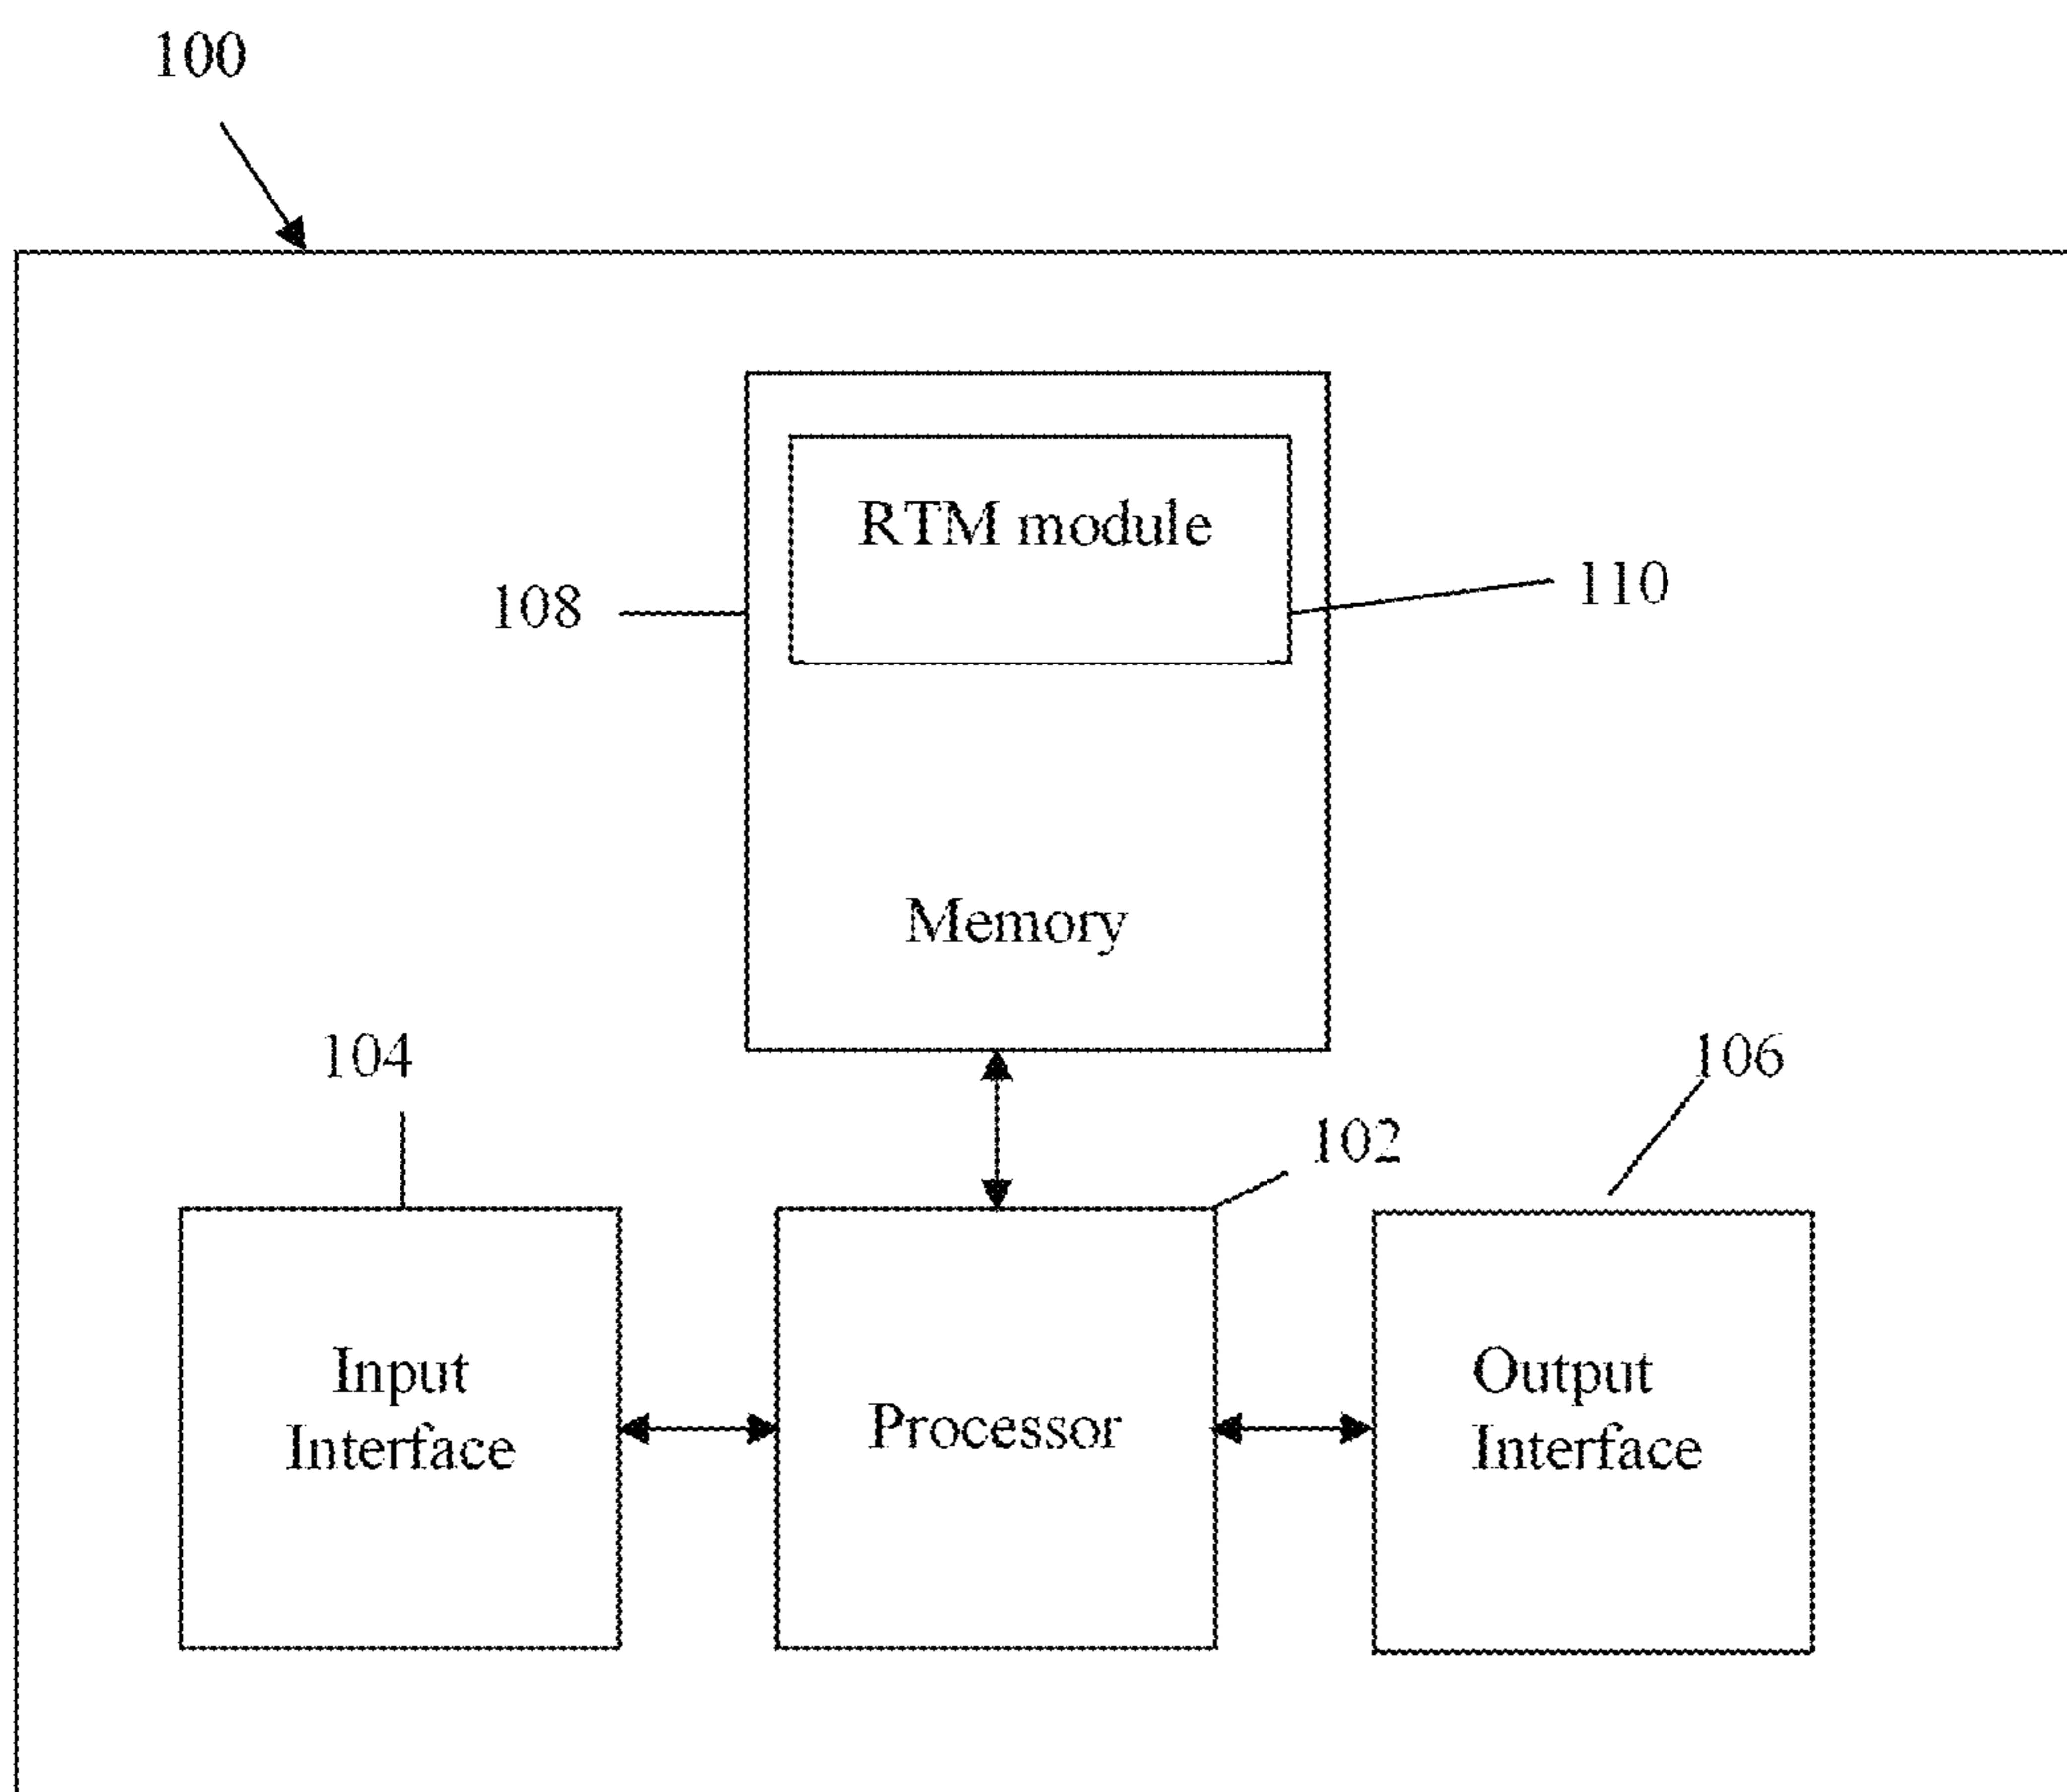 100
RTM module
108
110
Memory
104
106
102
Input
Interface
Processor
Output
Interface